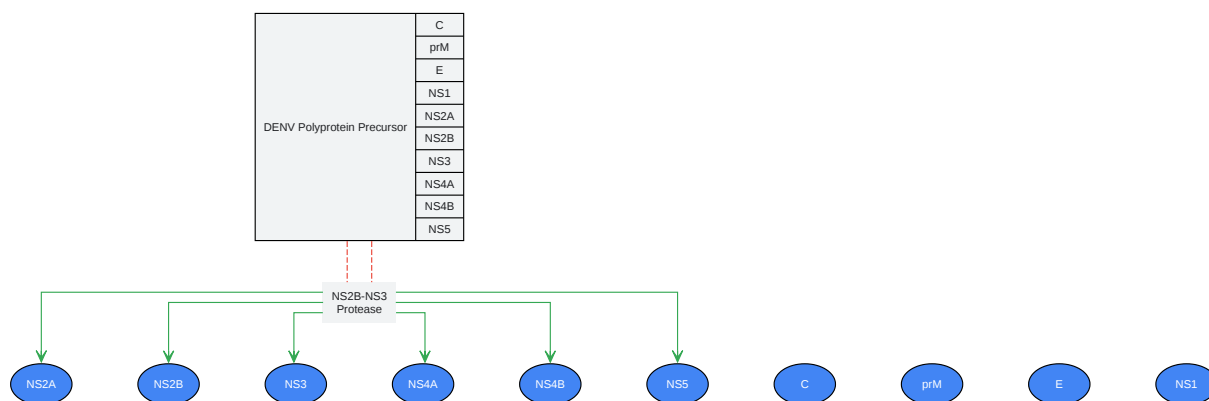 C
prM
E
NS1
NS2A
DENV Polyprotein Precursor
NS2B
NS3
NS4A
NS4B
NS5
NS2B-NS3
Protease
NS2A
NS2B
NS3
NS4A
NS4B
NS5
C
prM
E
NS1